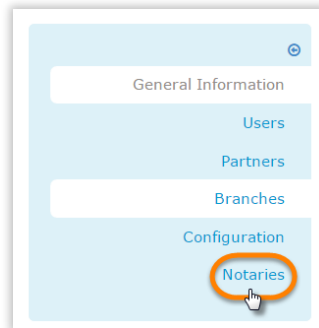 General Information
Users
Partners
Branches
Configuration
Notaries